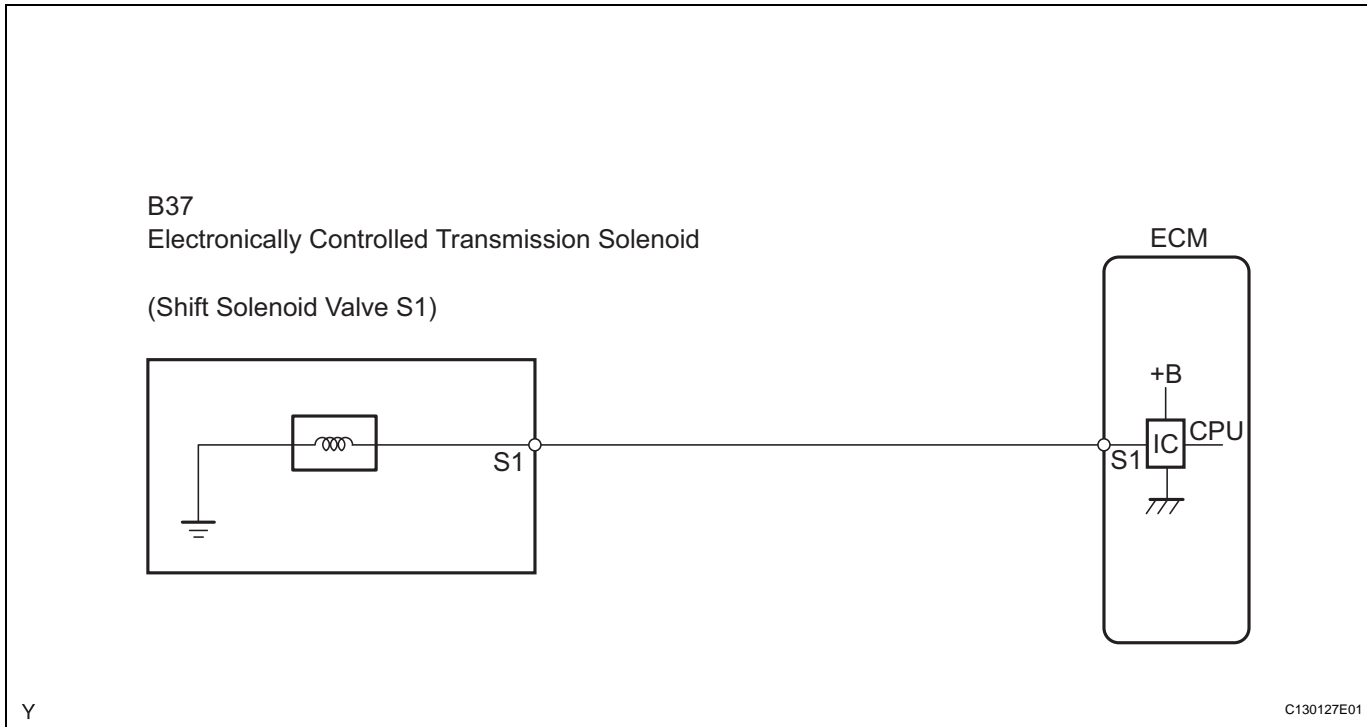 B37
Electronically Controlled Transmission Solenoid
(Shift Solenoid Valve S1)
ECM
+B
S1
S1
IC
CPU
Y
C130127E01